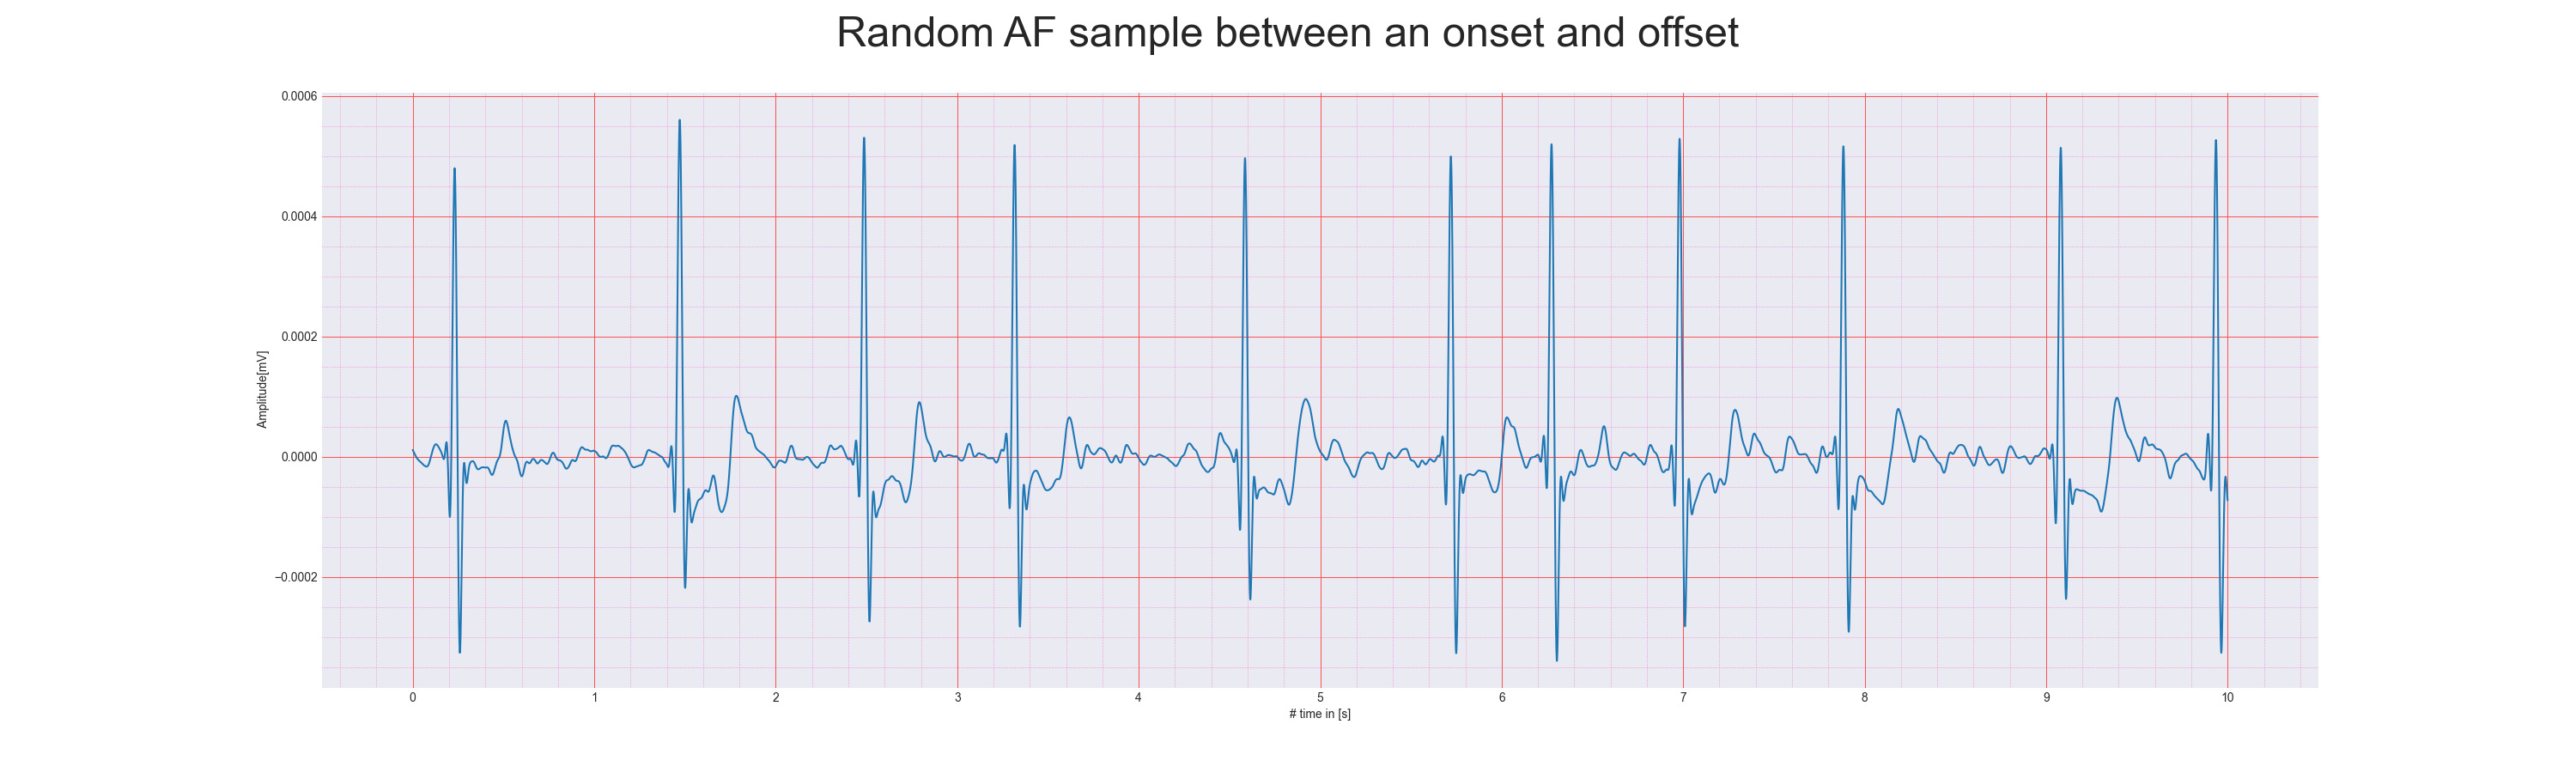 Random AF sample between an onset and offset
0.0006
0.0004
0.0002
0.0000
−0.0002
Amplitude[mV]
0 1 2 3 4 5 6 7 8 9 10
# time in [s]